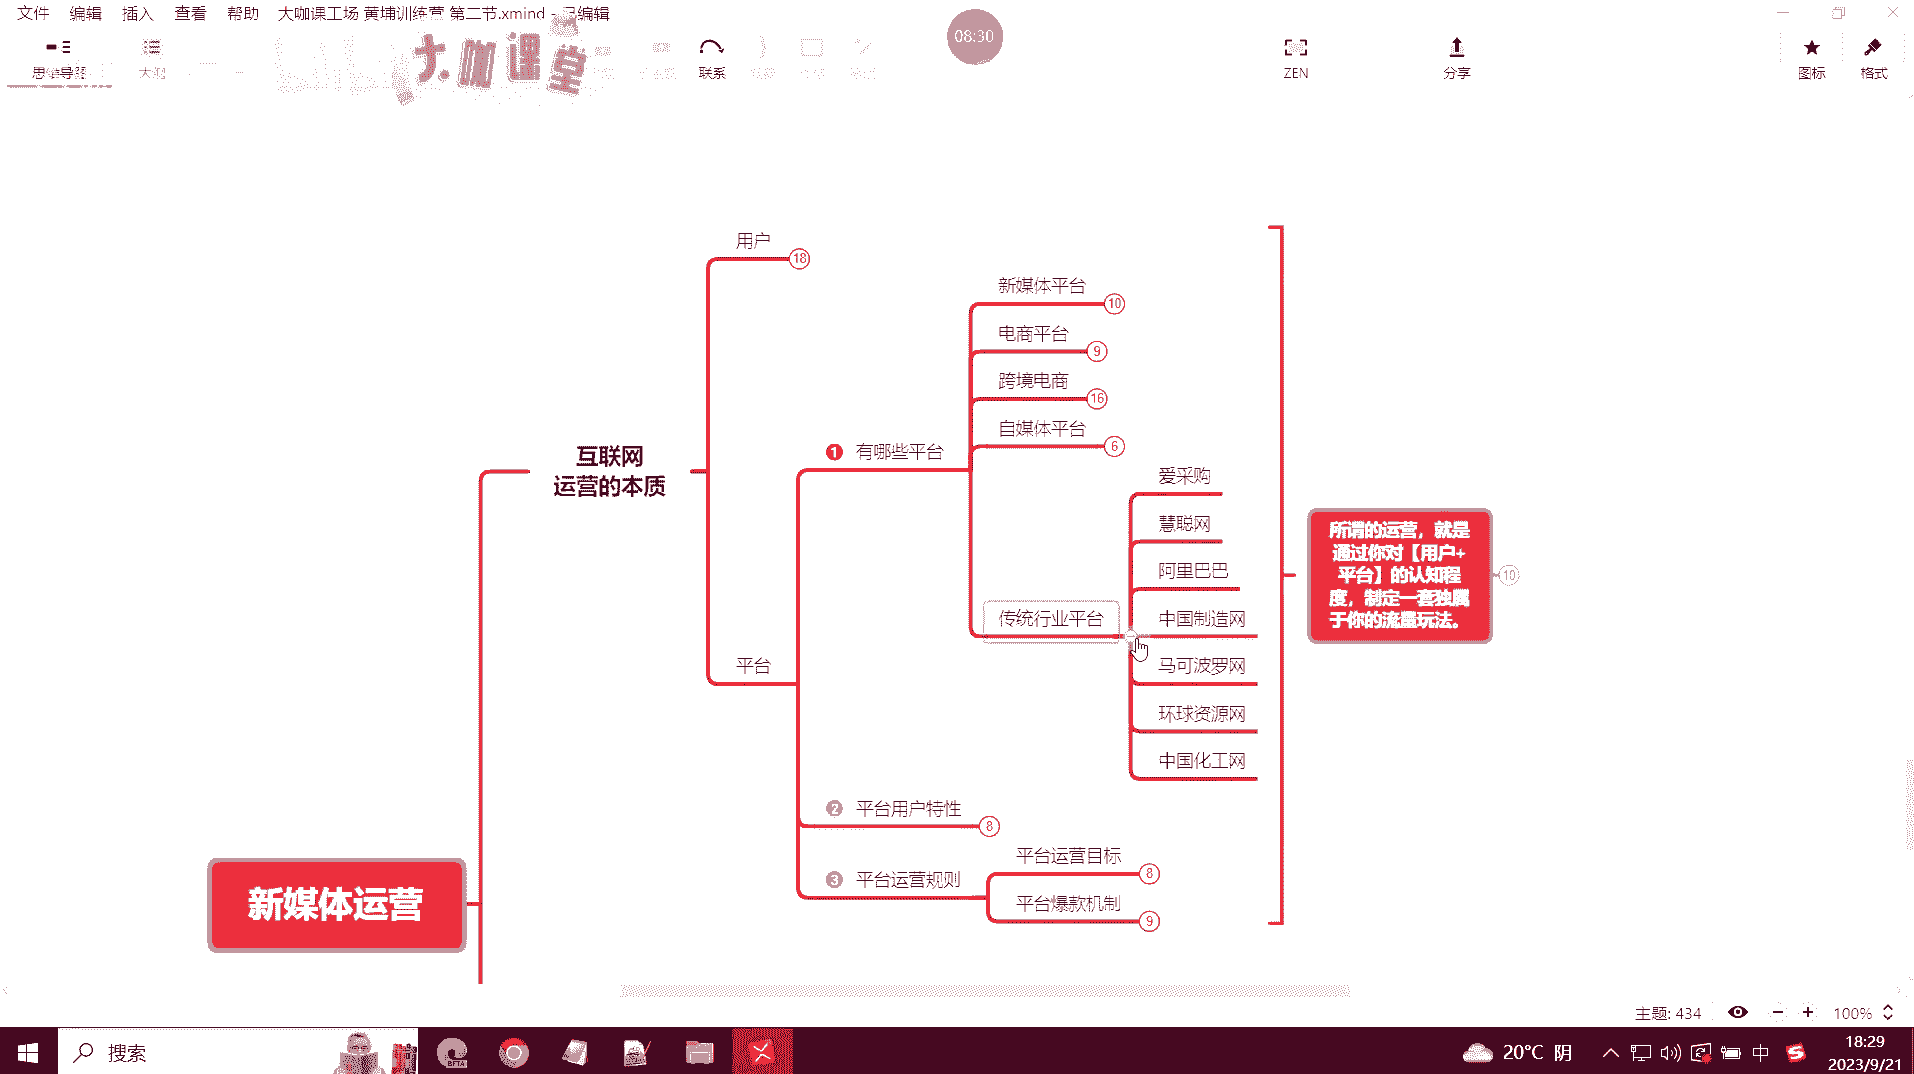 文件 编辑 插入 查看 帮助 大咖课工场 黄埔训练营 第二节.xmind - 已编辑
大咖课堂
08:30
思维导图
大纲
联系
ZEN
分享
图标
格式
用户
18
新媒体平台
10
电商平台
9
跨境电商
16
自媒体平台
6
1 有哪些平台
互联网
运营的本质
爱采购
慧聪网
阿里巴巴
传统行业平台
中国制造网
马可波罗网
环球资源网
中国化工网
所谓的运营,就是
通过你对【用户+
平台】的认知程
度,制定一套独属
于你的流量玩法。
10
平台
2 平台用户特性
8
平台运营目标
8
3 平台运营规则
平台爆款机制
9
新媒体运营
主题: 434
100%
搜索
BETA
20°C 阴
中
18:29
2023/9/21